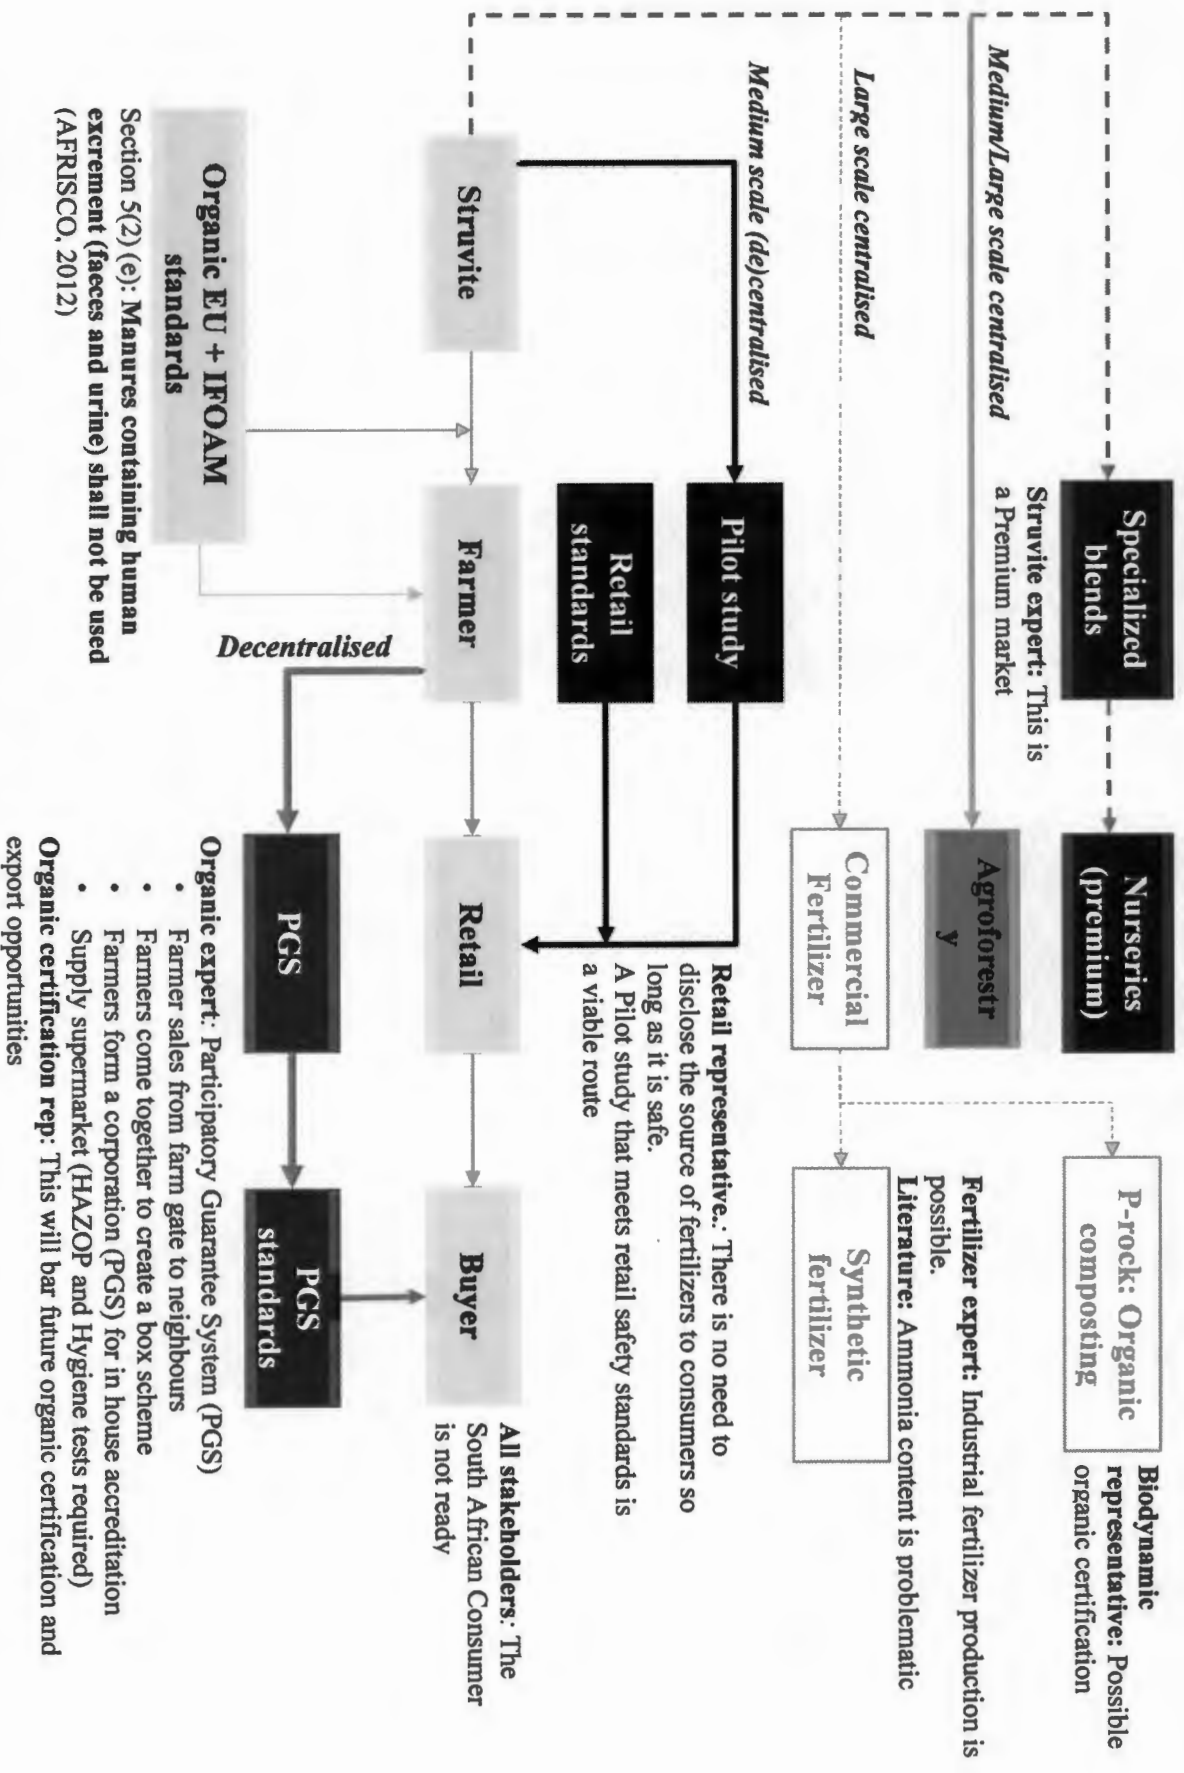 Specialized
blends
Nurseries
(premium)
P-rock: Organic
composting
Biodynamic
representative: Possible
organic certification
Struvite expert: This is
a Premium market
Medium/Large scale centralised
Agroforestr
y
Fertilizer expert: Industrial fertilizer production is
possible.
Literature: Ammonia content is problematic
Large scale centralised
Commercial
Fertilizer
Synthetic
fertilizer
Medium scale (de)centralised
Pilot study
Retail
standards
Retail representative.: There is no need to
disclose the source of fertilizers to consumers so
long as it is safe.
A Pilot study that meets retail safety standards is
a viable route
Struvite
Farmer
Retail
Buyer
All stakeholders: The
South African Consumer
is not ready
Decentralised
Organic EU + IFOAM
standards
Section 5(2) (e): Manures containing human
excrement (faeces and urine) shall not be used
(AFRISCO, 2012)
PGS
PGS
standards
Organic expert: Participatory Guarantee System (PGS)
• Farmer sales from farm gate to neighbours
• Farmers come together to create a box scheme
• Farmers form a corporation (PGS) for in house accreditation
• Supply supermarket (HAZOP and Hygiene tests required)
Organic certification rep: This will bar future organic certification and
export opportunities